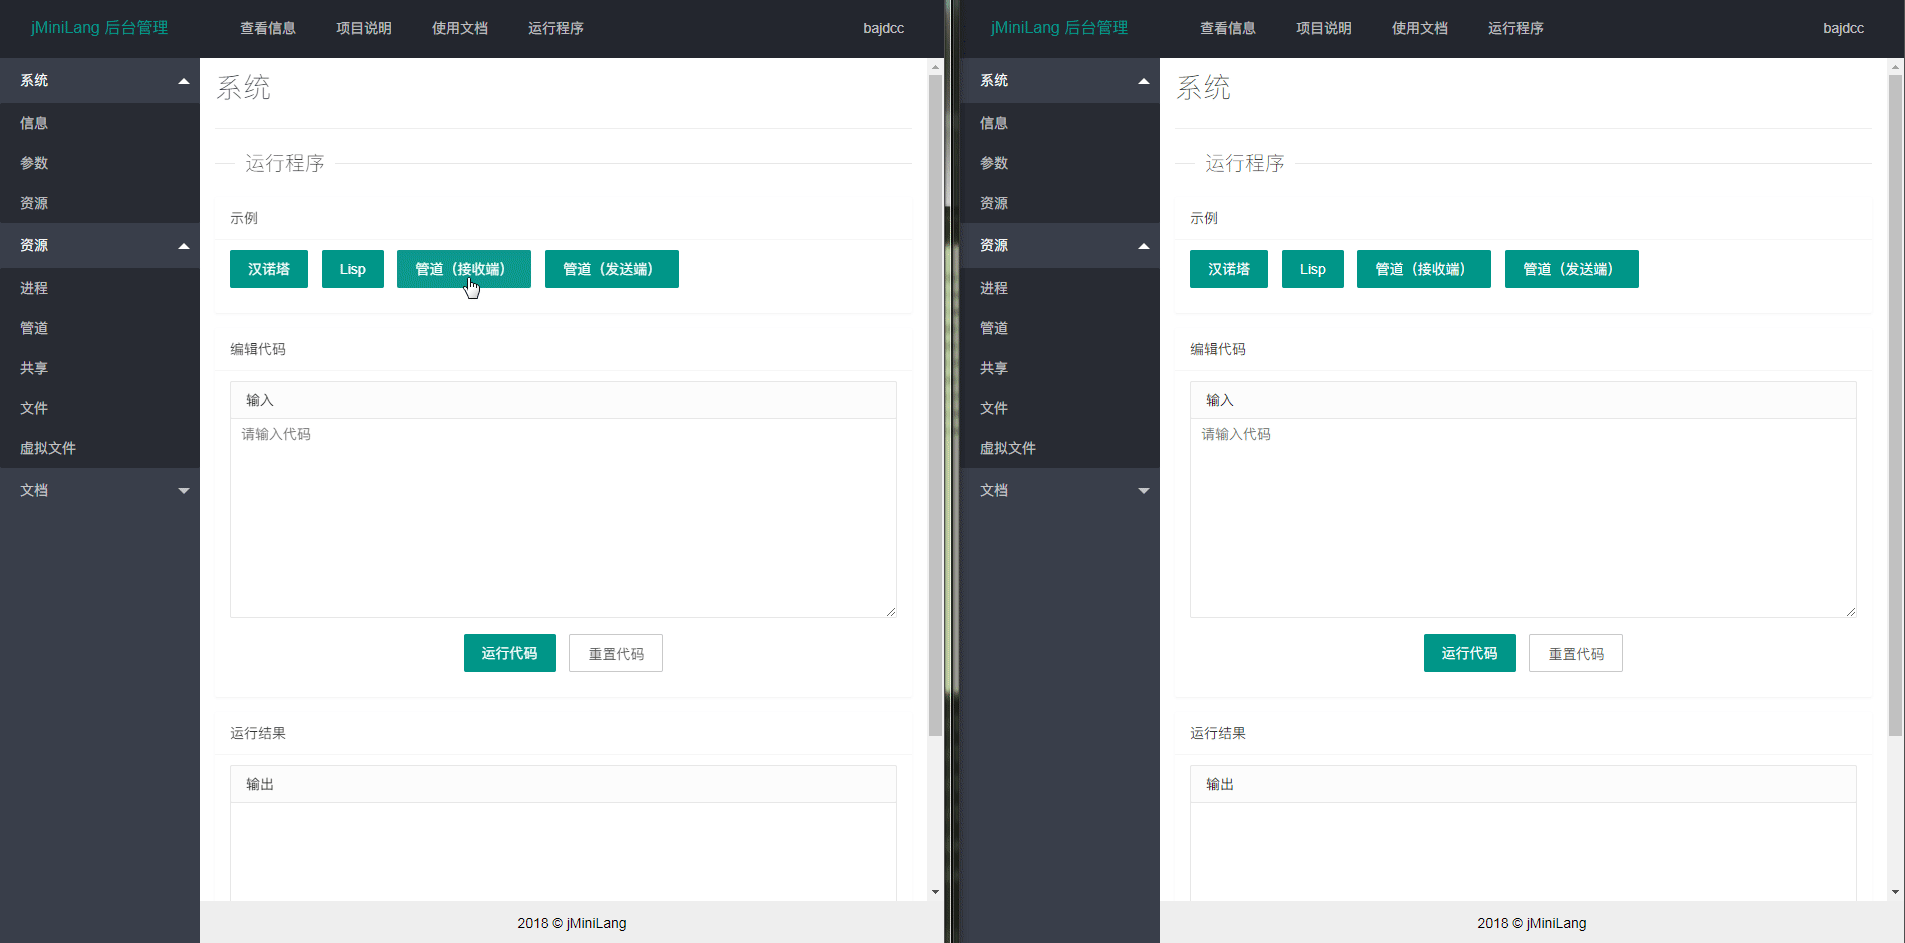 jMiniLang 后台管理 查看信息 项目说明 使用文档 运行程序 bajdcc
系统
信息
参数
资源
资源
进程
管道
共享
文件
虚拟文件
文档
系统
运行程序
示例
汉诺塔 Lisp 管道（接收端） 管道（发送端）
编辑代码
输入
请输入代码
运行代码 重置代码
运行结果
输出
2018 © jMiniLang
jMiniLang 后台管理 查看信息 项目说明 使用文档 运行程序 bajdcc
系统
信息
参数
资源
资源
进程
管道
共享
文件
虚拟文件
文档
系统
运行程序
示例
汉诺塔 Lisp 管道（接收端） 管道（发送端）
编辑代码
输入
请输入代码
运行代码 重置代码
运行结果
输出
2018 © jMiniLang